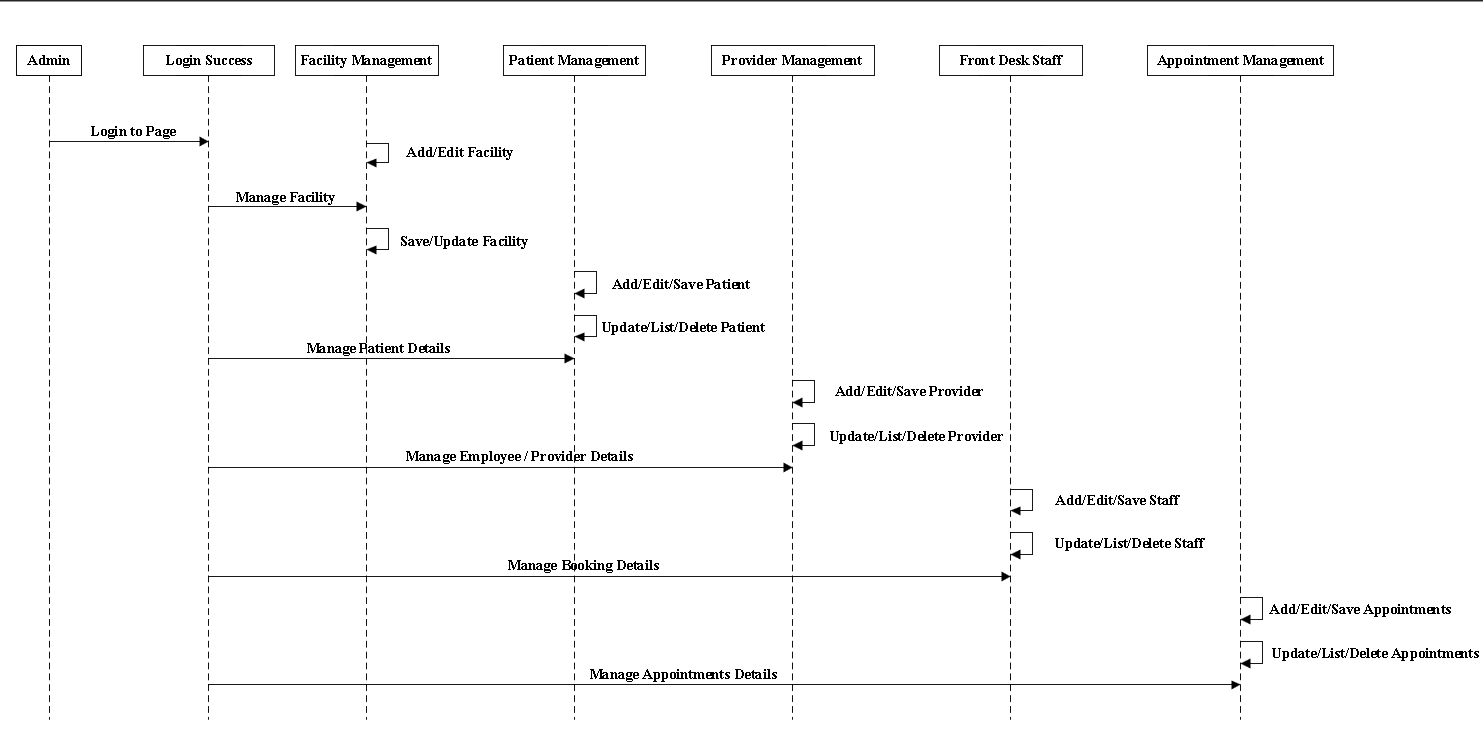 Admin
Login Success
Facility Management
Patient Management
Provider Management
Front Desk Staff
Appointment Management
Login to Page
Add/Edit Facility
Manage Facility
Save/Update Facility
Add/Edit/Save Patient
Update/List/Delete Patient
Manage Patient Details
Add/Edit/Save Provider
Update/List/Delete Provider
Manage Employee / Provider Details
Add/Edit/Save Staff
Update/List/Delete Staff
Manage Booking Details
Add/Edit/Save Appointments
Update/List/Delete Appointments
Manage Appointments Details